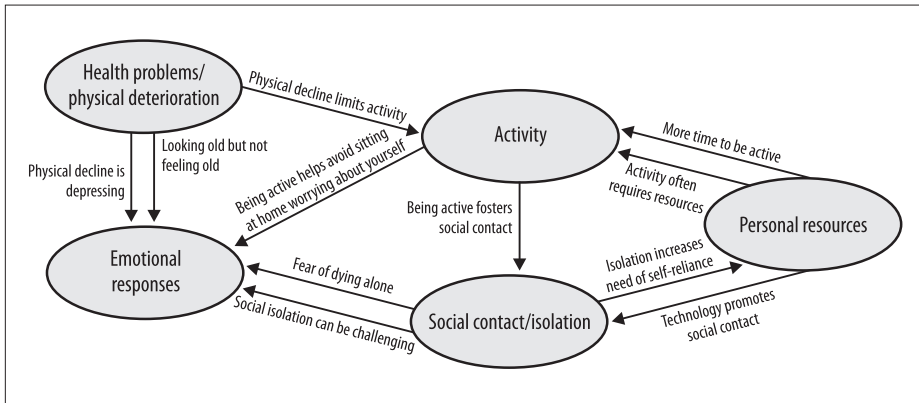 Health problems/
physical deterioration
Physical decline limits activity
Activity
More time to be active
Looking old but not
feeling old
Physical decline is
depressing
Being active helps avoid sitting
at home worrying about yourself
Activity often
requires resources
Being active fosters
social contact
Personal resources
Emotional
responses
Fear of dying alone
Social isolation can be challenging
Social contact/isolation
Isolation increases
need of self-reliance
Technology promotes
social contact